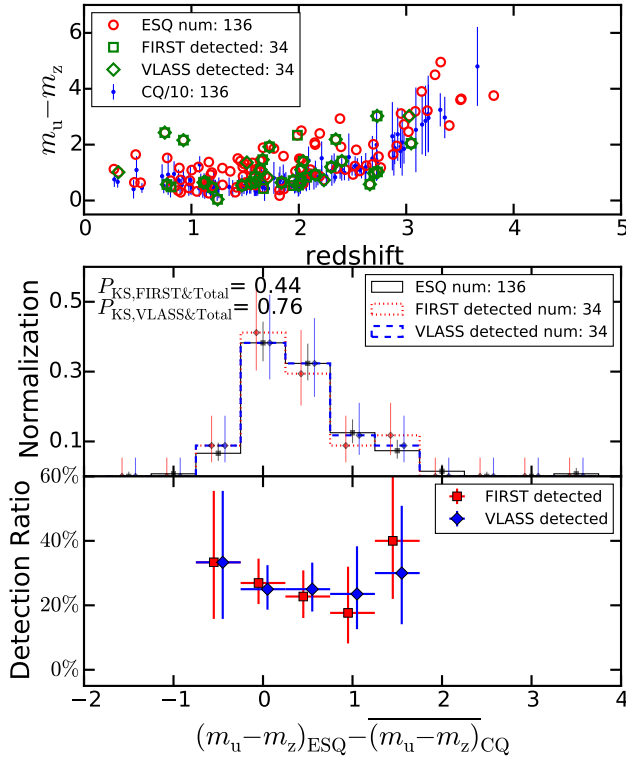 ESQ num: 136
FIRST detected: 34
VLASS detected: 34
CQ/10: 136
m_u − m_z
6
4
2
0
0 1 2 3 4 5
redshift
P_KS,FIRST&Total = 0.44
P_KS,VLASS&Total = 0.76
ESQ num: 136
FIRST detected num: 34
VLASS detected num: 34
Normalization
0.5
0.3
0.1
FIRST detected
VLASS detected
Detection Ratio
60%
40%
20%
0%
−2 −1 0 1 2 3 4
(m_u − m_z)_ESQ − \overline{(m_u − m_z)}_CQ